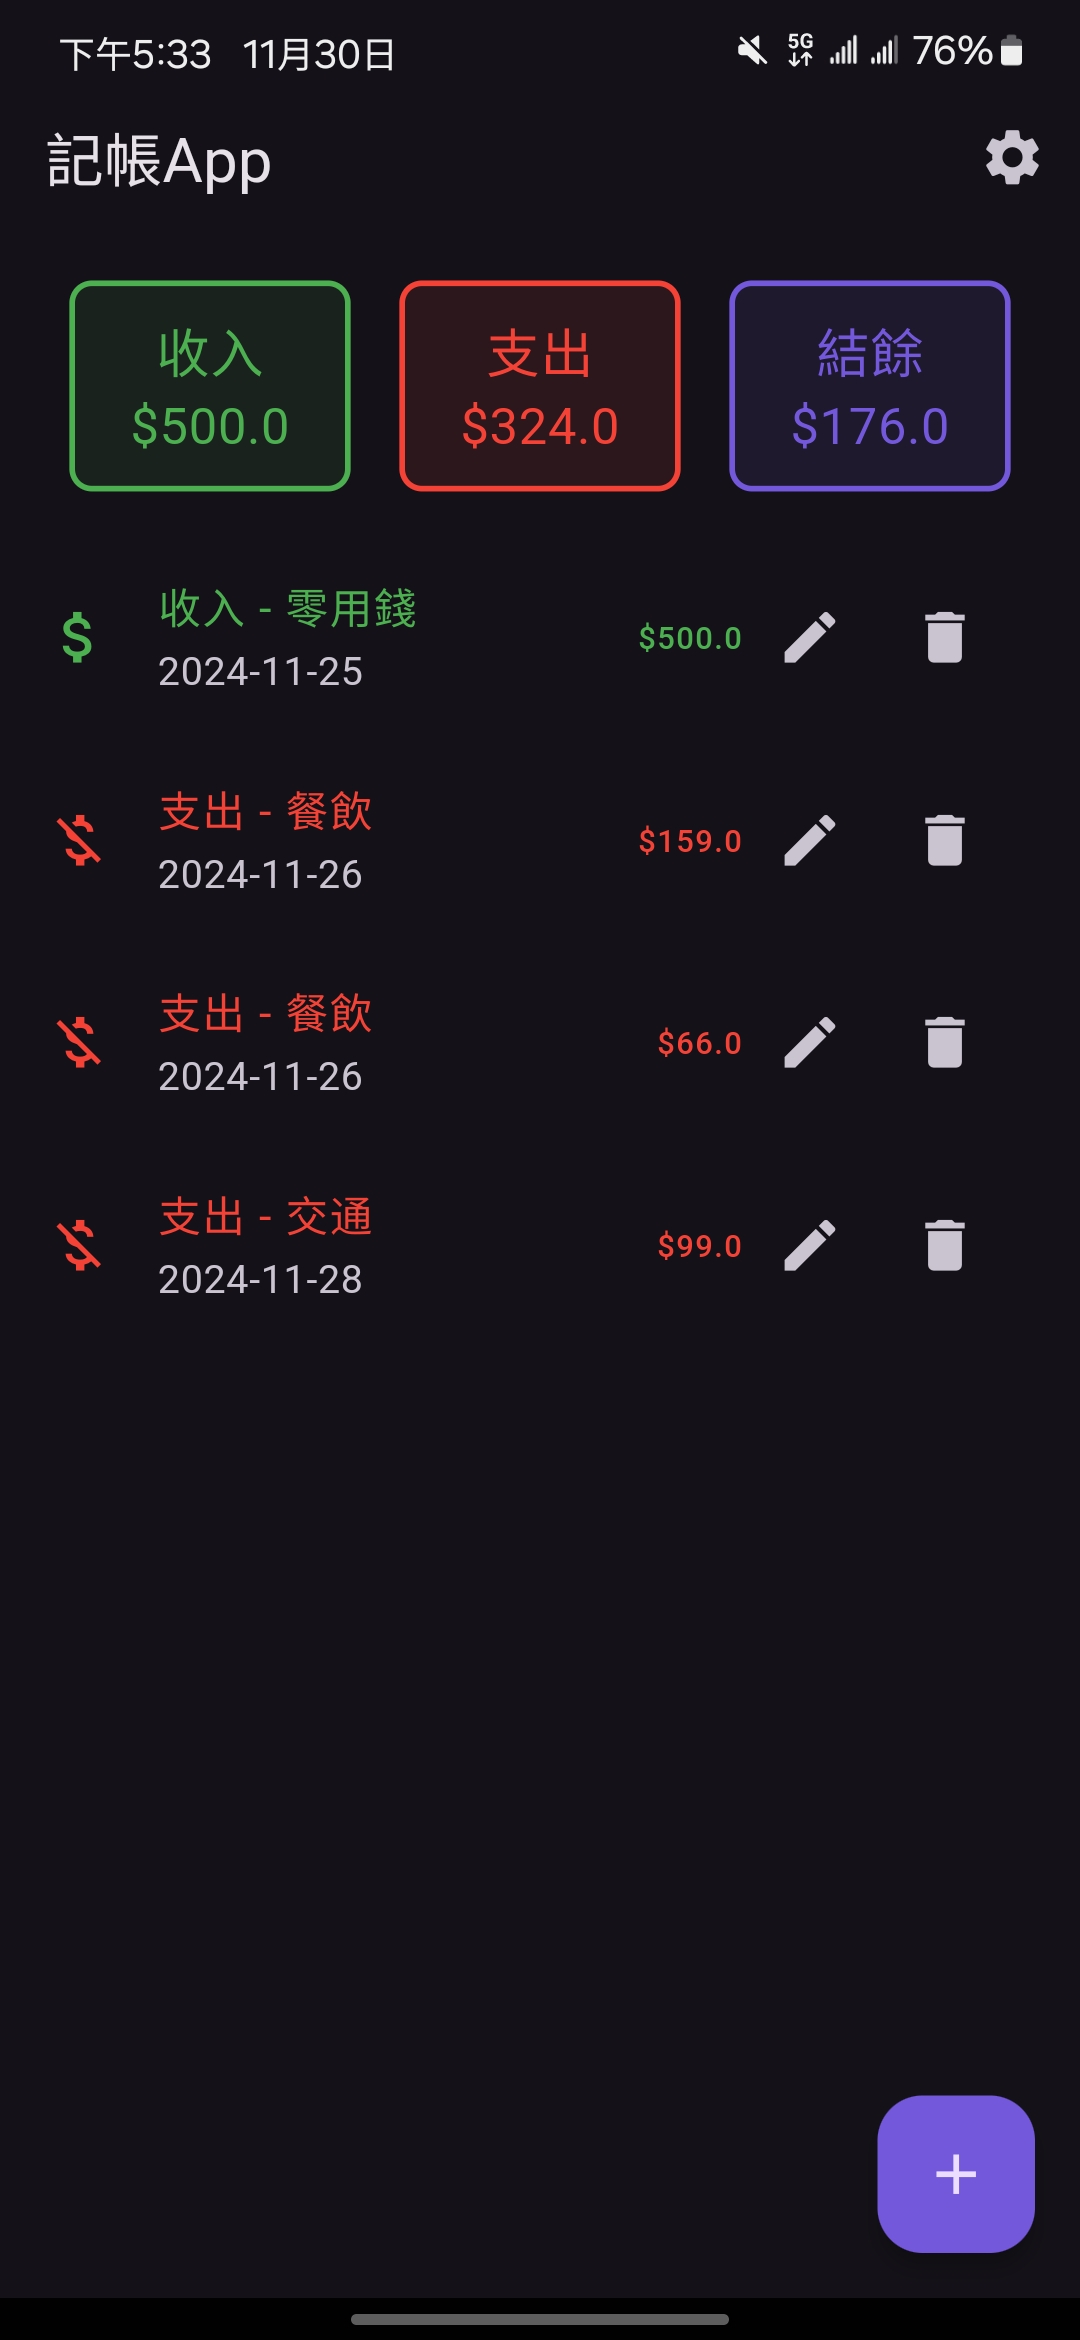 下午5:33 11月30日 5G 76%
記帳App
收入 支出 結餘
$500.0 $324.0 $176.0
收入 - 零用錢
$500.0
2024-11-25
支出 - 餐飲
$159.0
2024-11-26
支出 - 餐飲
$66.0
2024-11-26
支出 - 交通
$99.0
2024-11-28